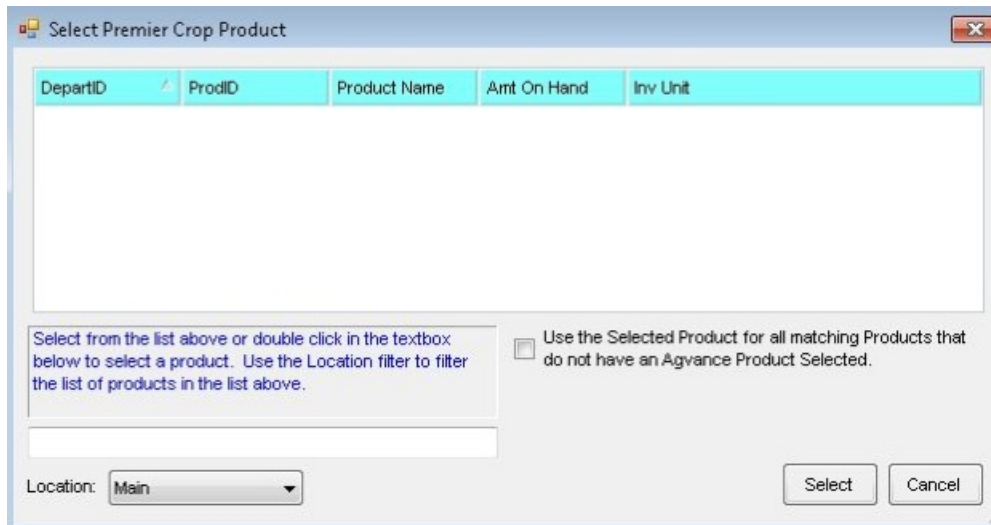 Select Premier Crop Product
DepartID ProdID Product Name Amt On Hand Inv Unit
Select from the list above or double click in the textbox
below to select a product. Use the Location filter to filter
the list of products in the list above.
Use the Selected Product for all matching Products that
do not have an Agvance Product Selected.
Location: Main
Select Cancel